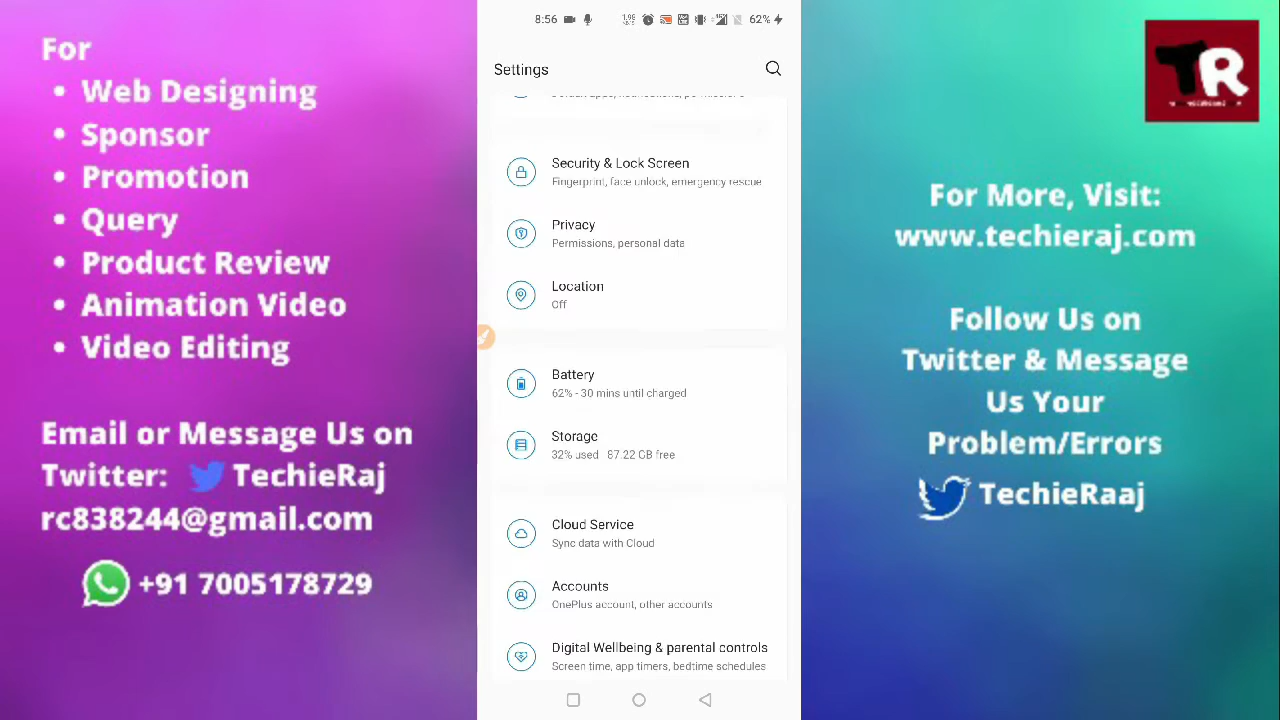 For
• Web Designing
• Sponsor
• Promotion
• Query
• Product Review
• Animation Video
• Video Editing
Email or Message Us on
Twitter: TechieRaj
rc838244@gmail.com
+91 7005178729
8:56
62%
Settings
Security & Lock Screen
Fingerprint, face unlock, emergency rescue
Privacy
Permissions, personal data
Location
Off
Battery
62% - 30 mins until charged
Storage
32% used - 87.22 GB free
Cloud Service
Sync data with Cloud
Accounts
OnePlus account, other accounts
Digital Wellbeing & parental controls
Screen time, app timers, bedtime schedules
TR
For More, Visit:
www.techieraj.com
Follow Us on
Twitter & Message
Us Your
Problem/Errors
TechieRaaj